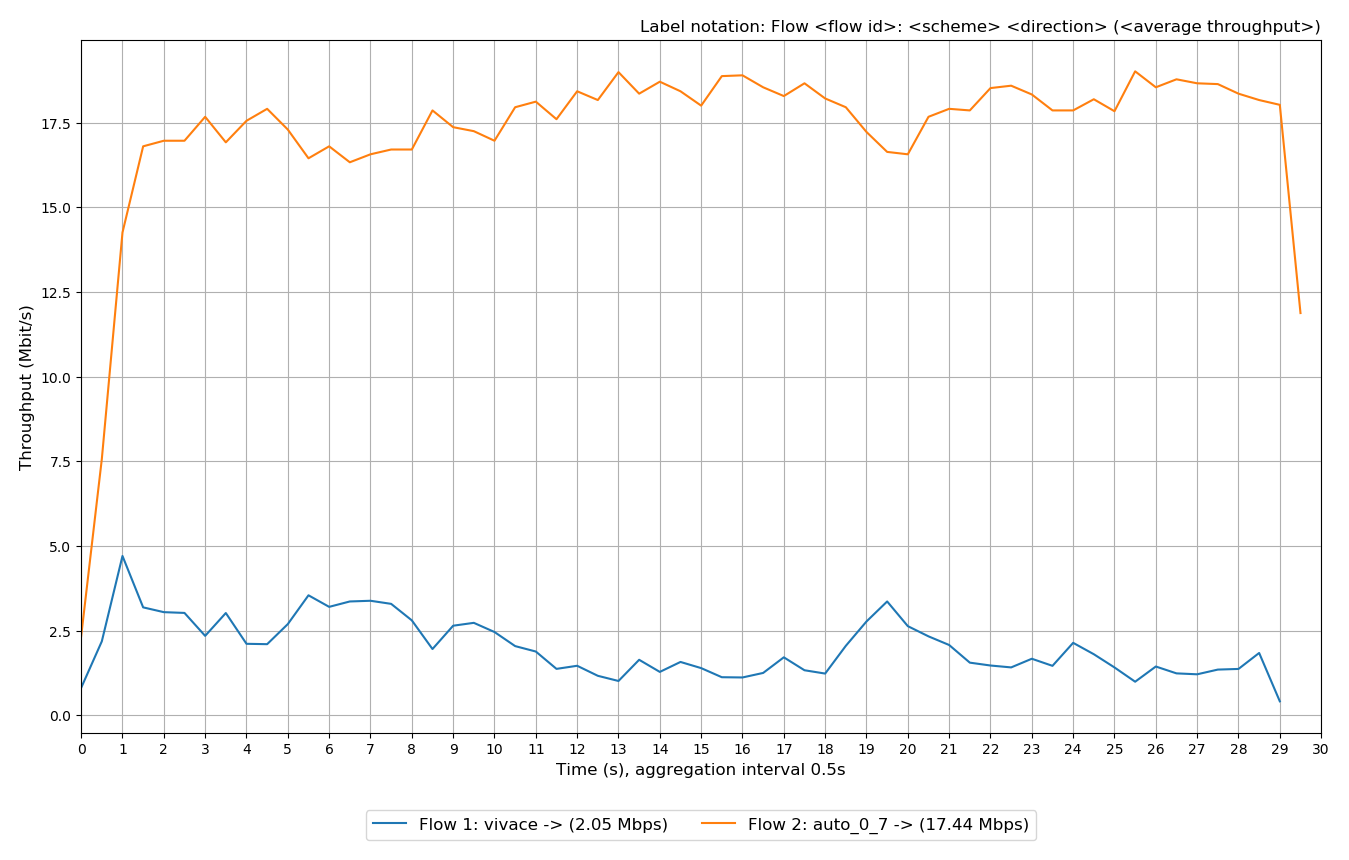 Label notation: Flow <flow id>: <scheme> <direction> (<average throughput>)
Throughput (Mbit/s)
17.5
15.0
12.5
10.0
7.5
5.0
2.5
0.0
0 1 2 3 4 5 6 7 8 9 10 11 12 13 14 15 16 17 18 19 20 21 22 23 24 25 26 27 28 29 30
Time (s), aggregation interval 0.5s
Flow 1: vivace -> (2.05 Mbps) Flow 2: auto_0_7 -> (17.44 Mbps)